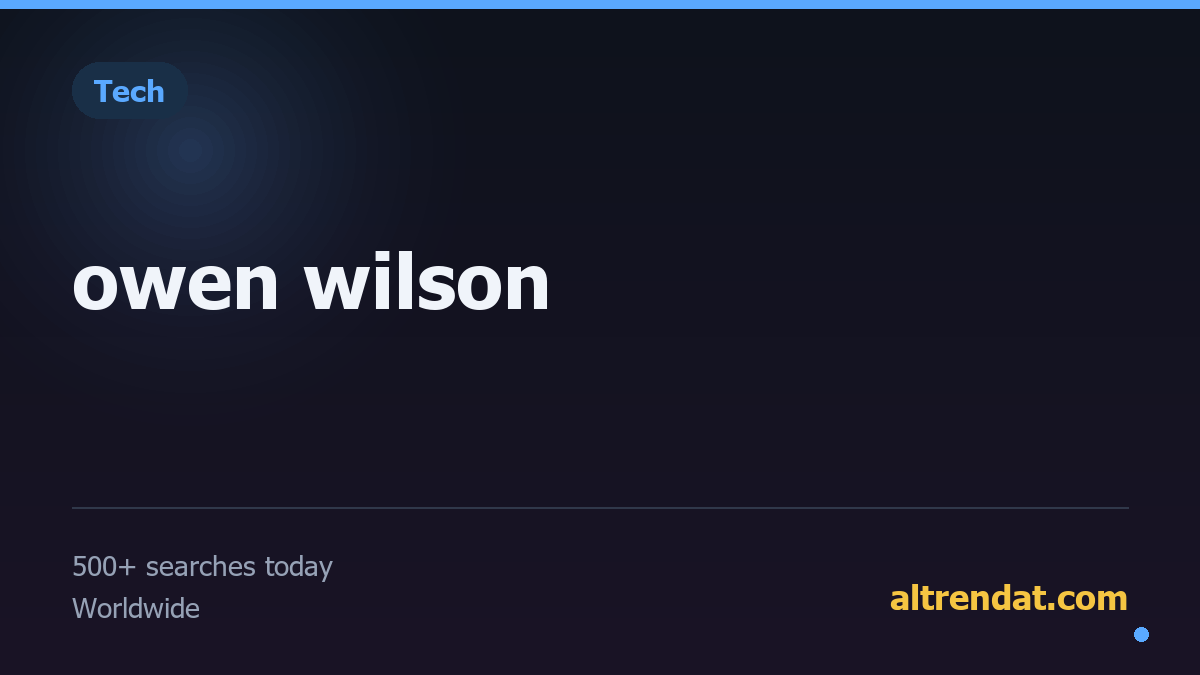 Tech
owen wilson
500+ searches today
Worldwide
altrendat.com